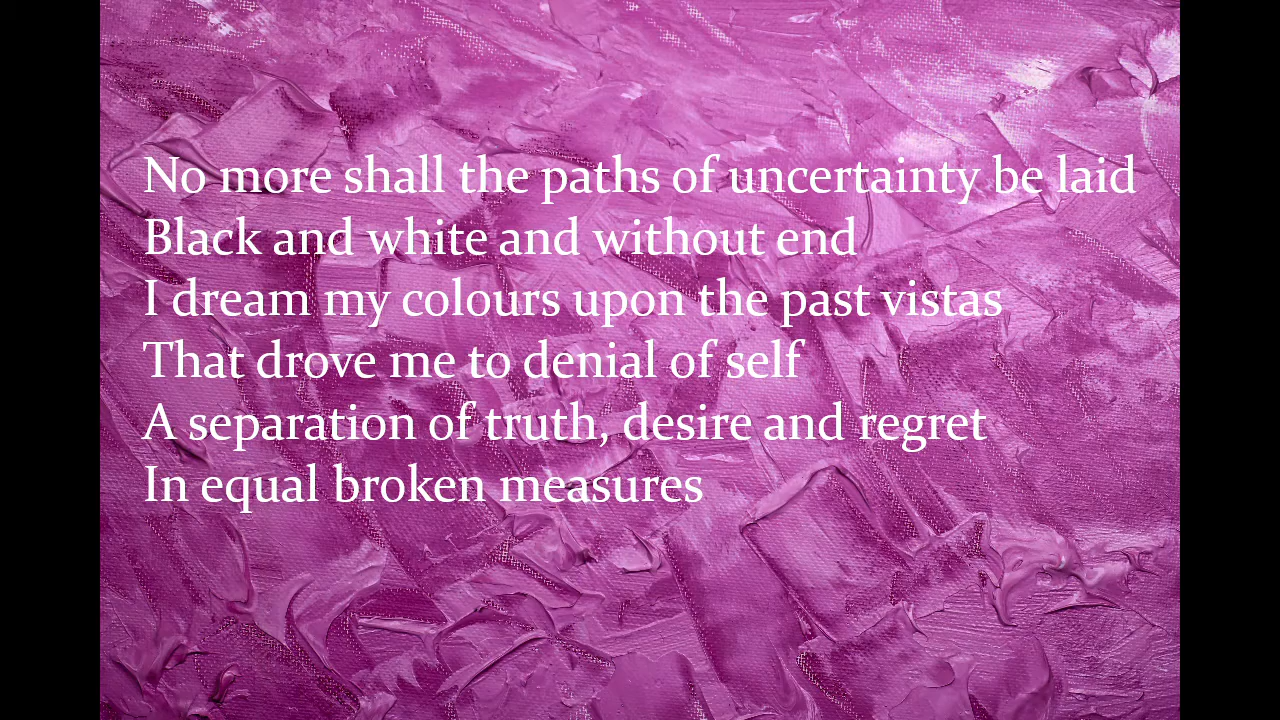 No more shall the paths of uncertainty be laid
Black and white and without end
I dream my colours upon the past vistas
That drove me to denial of self
A separation of truth, desire and regret
In equal broken measures